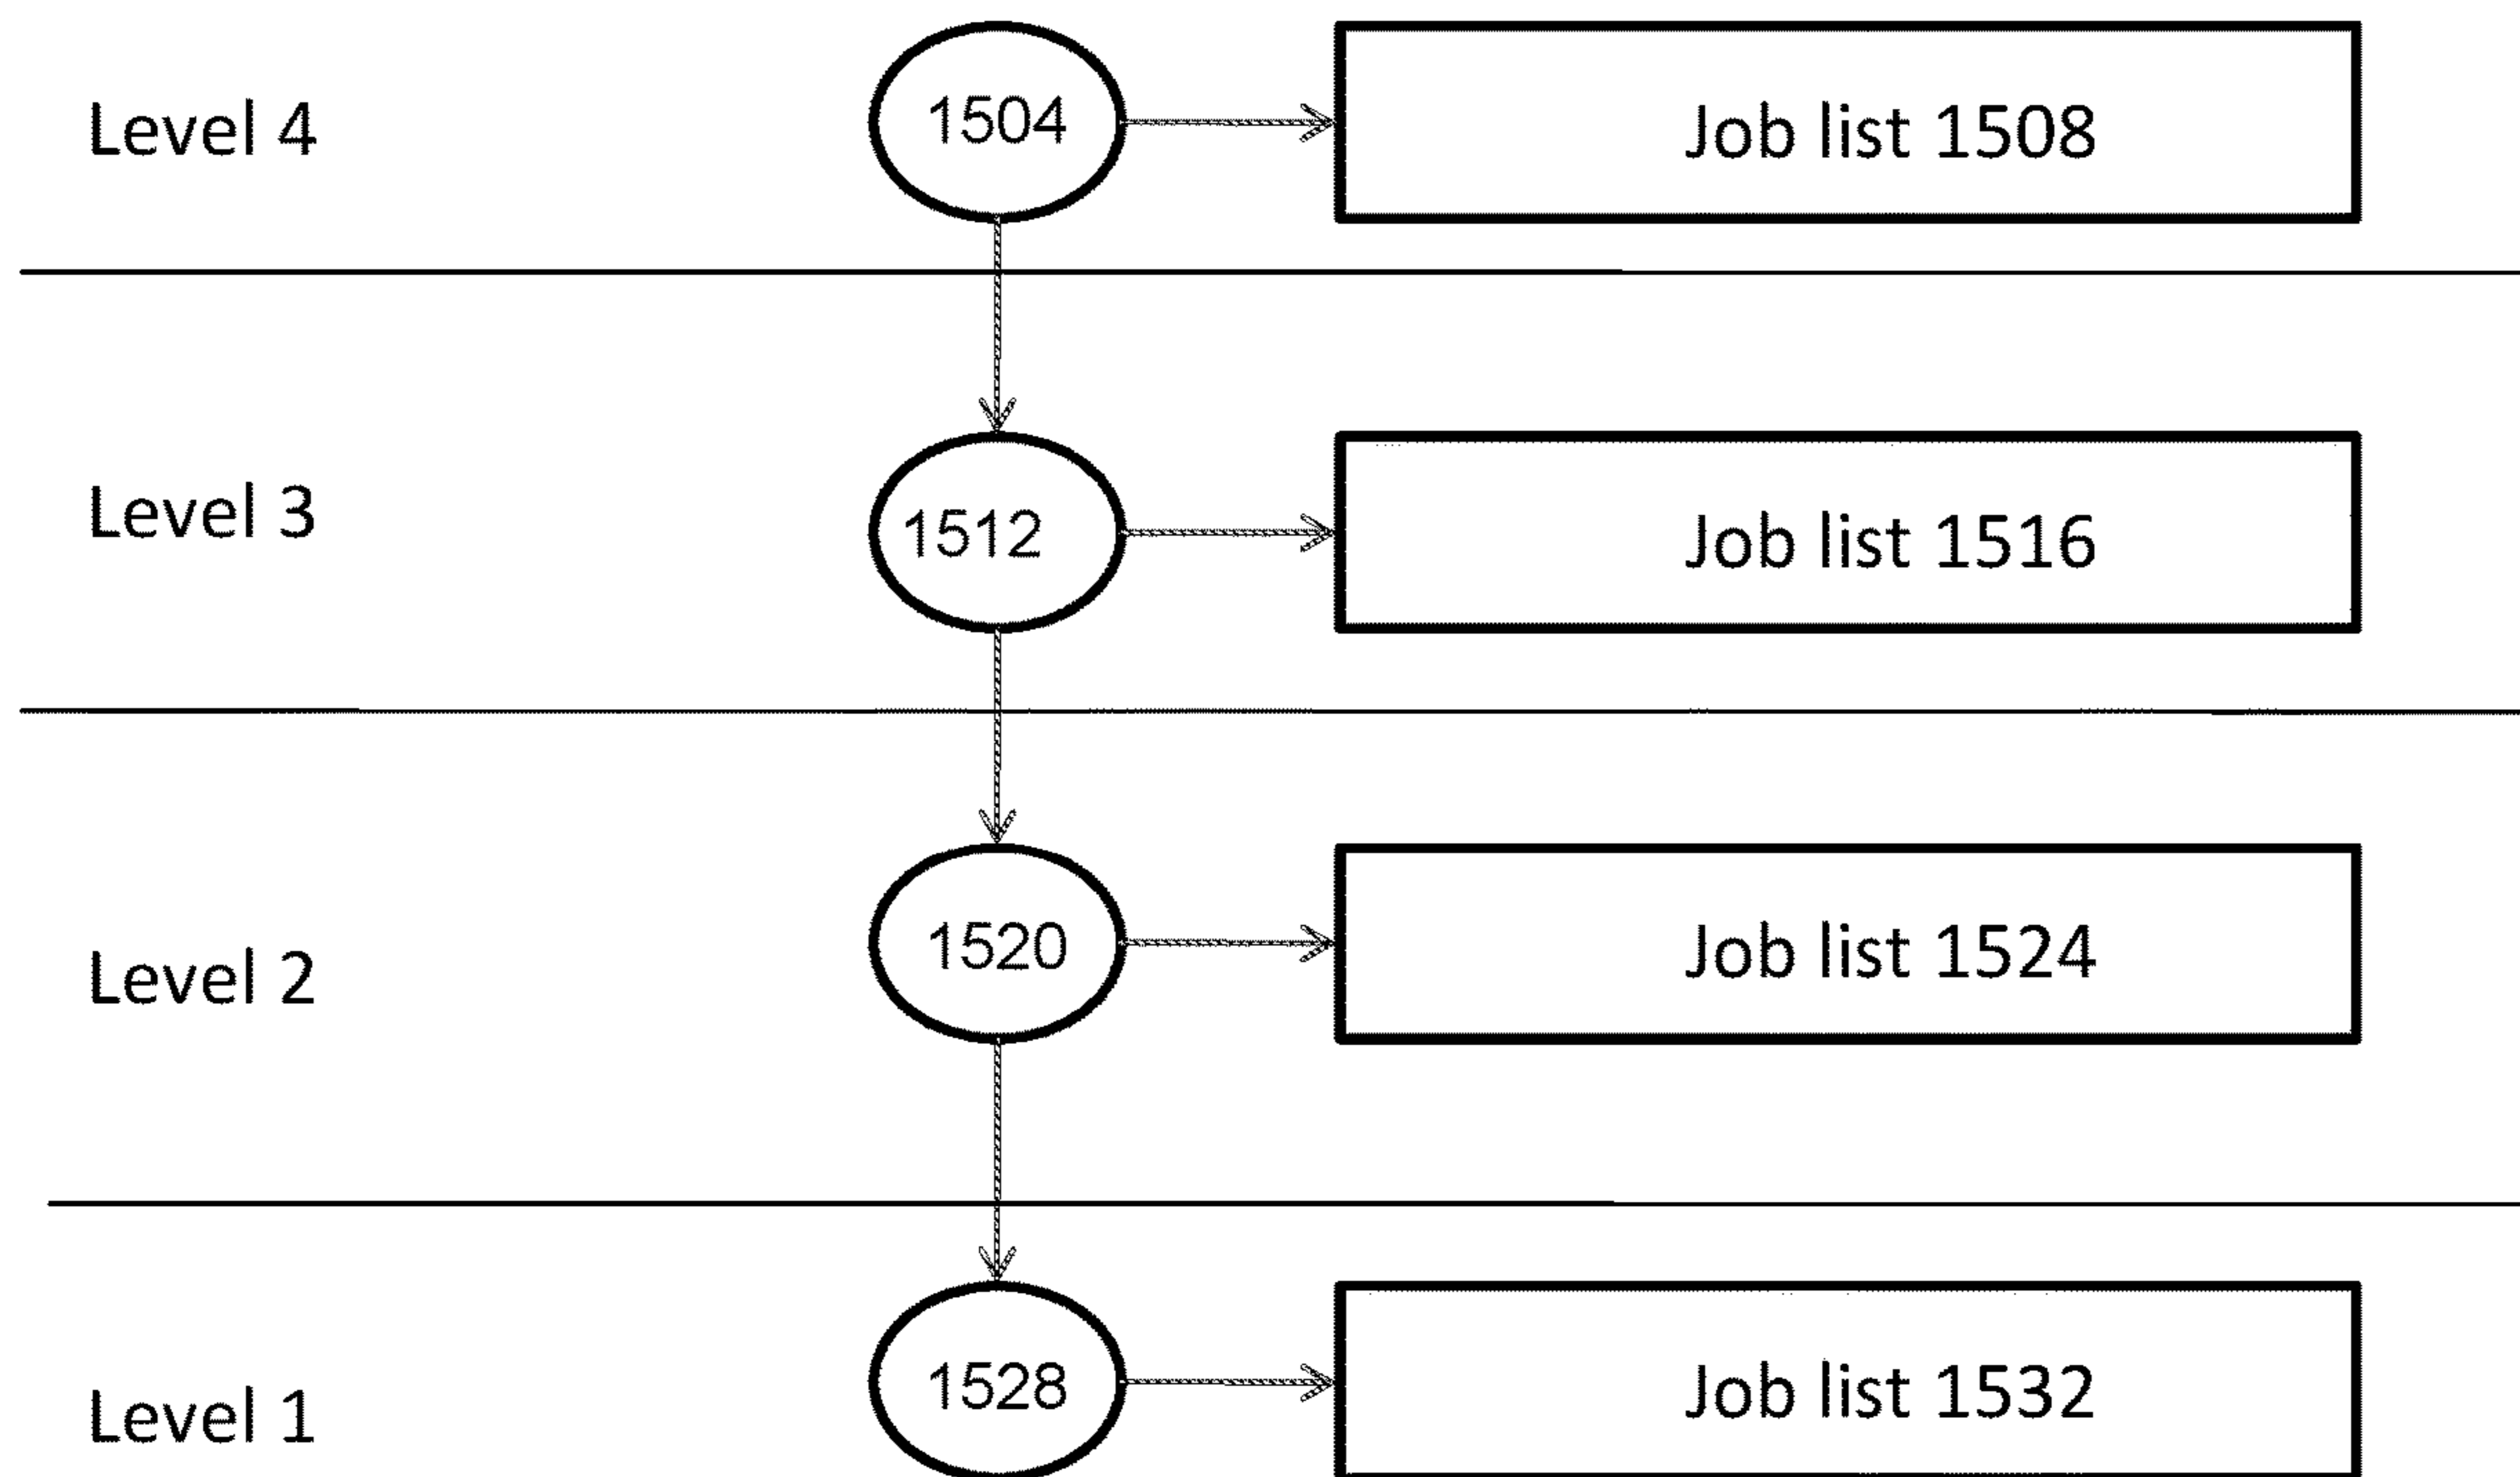 Level 4 1504 Job list 1508
Level 3 1512 Job list 1516
Level 2 1520 Job list 1524
Level 1 1528 Job list 1532